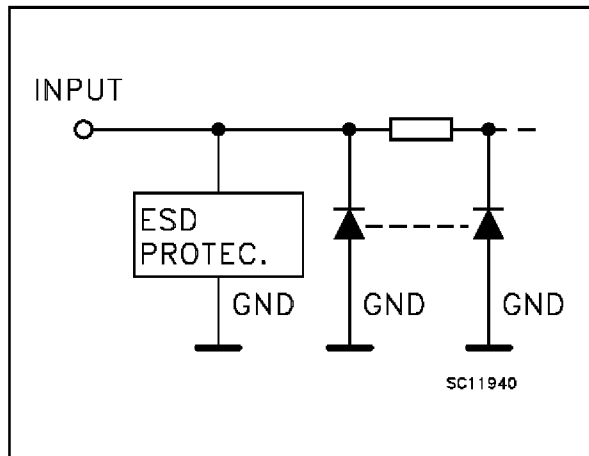 INPUT
ESD
PROTEC.
GND
GND
GND
SC11940